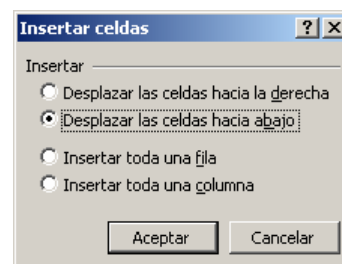 Insertar celdas
Insertar
Desplazar las celdas hacia la derecha
Desplazar las celdas hacia abajo
Insertar toda una fila
Insertar toda una columna
Aceptar Cancelar